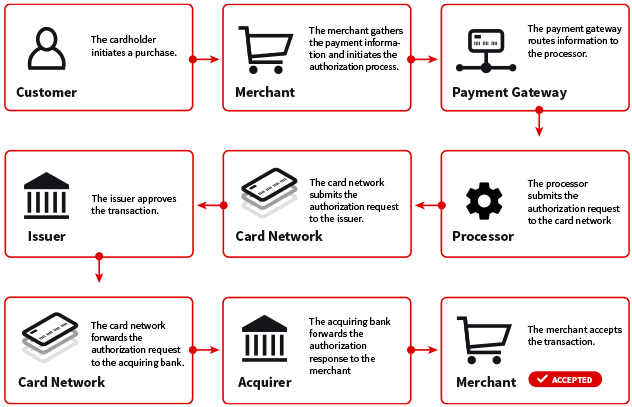 The cardholder
initiates a purchase.
Customer
The merchant gathers
the payment informa-
tion and initiates the
authorization process.
Merchant
The payment gateway
routes information to
the processor.
Payment Gateway
The issuer approves
the transaction.
Issuer
The card network
submits the
authorization request
to the issuer.
Card Network
The processor
submits the
authorization request
to the card network
Processor
The card network
forwards the
authorization request
to the acquiring bank.
Card Network
The acquiring bank
forwards the
authorization
response to the
merchant
Acquirer
The merchant accepts
the transaction.
Merchant
ACCEPTED